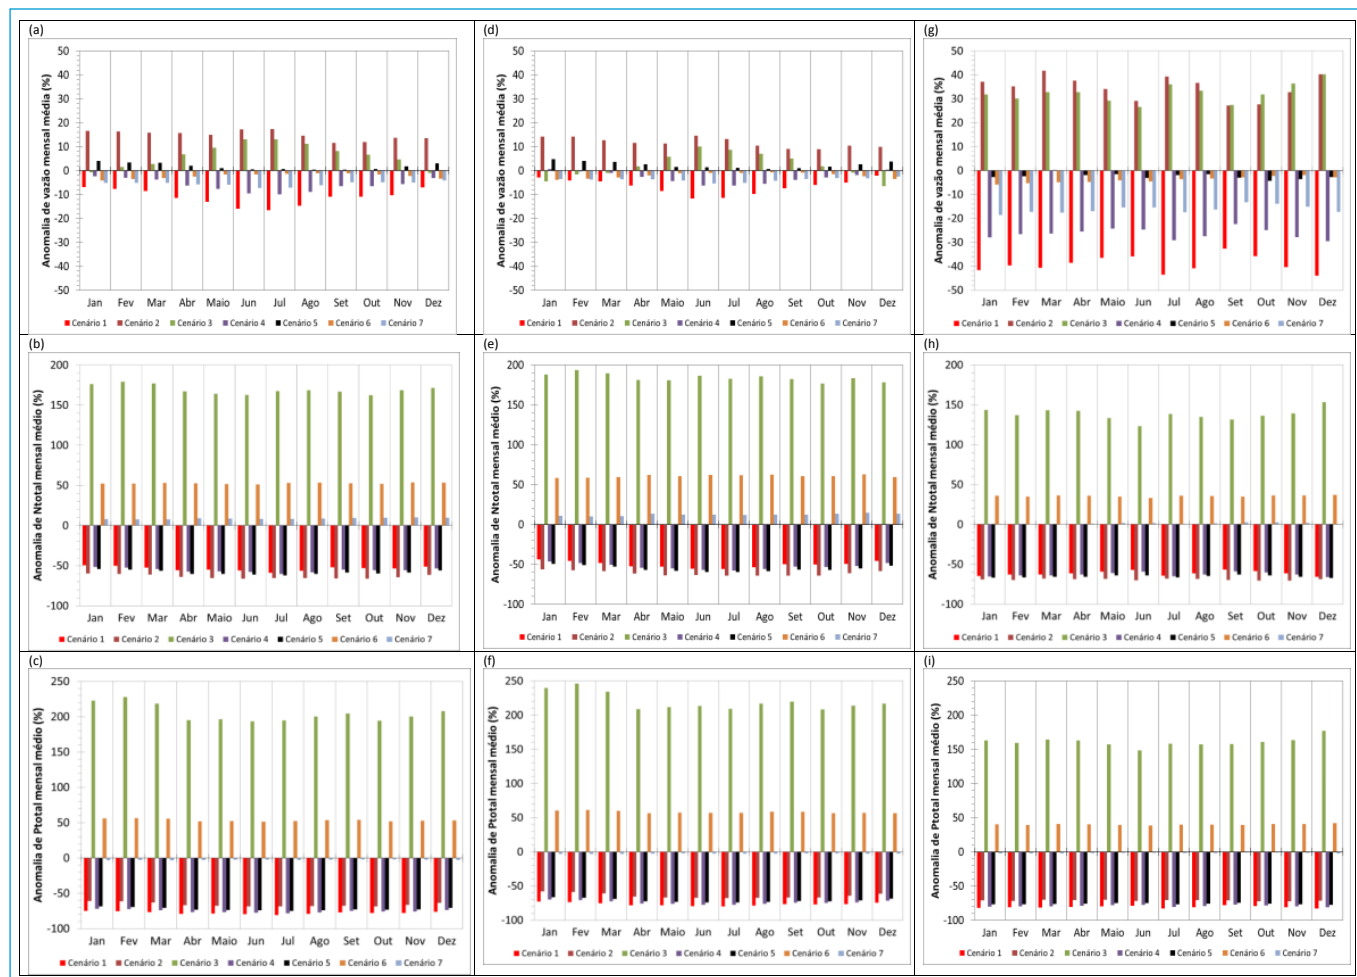 (a)
Anomalia de vazão mensal média (%)
50
40
30
20
10
0
-10
-20
-30
-40
-50
Jan Fev Mar Abr Maio Jun Jul Ago Set Out Nov Dez
Cenário 1 Cenário 2 Cenário 3 Cenário 4 Cenário 5 Cenário 6 Cenário 7
(d)
Anomalia de vazão mensal média (%)
50
40
30
20
10
0
-10
-20
-30
-40
-50
Jan Fev Mar Abr Maio Jun Jul Ago Set Out Nov Dez
Cenário 1 Cenário 2 Cenário 3 Cenário 4 Cenário 5 Cenário 6 Cenário 7
(g)
Anomalia de vazão mensal média (%)
50
40
30
20
10
0
-10
-20
-30
-40
-50
Jan Fev Mar Abr Maio Jun Jul Ago Set Out Nov Dez
Cenário 1 Cenário 2 Cenário 3 Cenário 4 Cenário 5 Cenário 6 Cenário 7
(b)
Anomalia de Ntotal mensal médio (%)
200
150
100
50
0
-50
-100
Jan Fev Mar Abr Maio Jun Jul Ago Set Out Nov Dez
Cenário 1 Cenário 2 Cenário 3 Cenário 4 Cenário 5 Cenário 6 Cenário 7
(e)
Anomalia de Ntotal mensal médio (%)
200
150
100
50
0
-50
-100
Jan Fev Mar Abr Maio Jun Jul Ago Set Out Nov Dez
Cenário 1 Cenário 2 Cenário 3 Cenário 4 Cenário 5 Cenário 6 Cenário 7
(h)
Anomalia de Notal mensal médio (%)
200
150
100
50
0
-50
-100
Jan Fev Mar Abr Maio Jun Jul Ago Set Out Nov Dez
Cenário 1 Cenário 2 Cenário 3 Cenário 4 Cenário 5 Cenário 6 Cenário 7
(c)
Anomalia de Ptotal mensal médio (%)
250
200
150
100
50
0
-50
-100
Jan Fev Mar Abr Maio Jun Jul Ago Set Out Nov Dez
Cenário 1 Cenário 2 Cenário 3 Cenário 4 Cenário 5 Cenário 6 Cenário 7
(f)
Anomalia de Ptotal mensal médio (%)
250
200
150
100
50
0
-50
-100
Jan Fev Mar Abr Maio Jun Jul Ago Set Out Nov Dez
Cenário 1 Cenário 2 Cenário 3 Cenário 4 Cenário 5 Cenário 6 Cenário 7
(i)
Anomalia de Ptotal mensal médio (%)
250
200
150
100
50
0
-50
-100
Jan Fev Mar Abr Maio Jun Jul Ago Set Out Nov Dez
Cenário 1 Cenário 2 Cenário 3 Cenário 4 Cenário 5 Cenário 6 Cenário 7